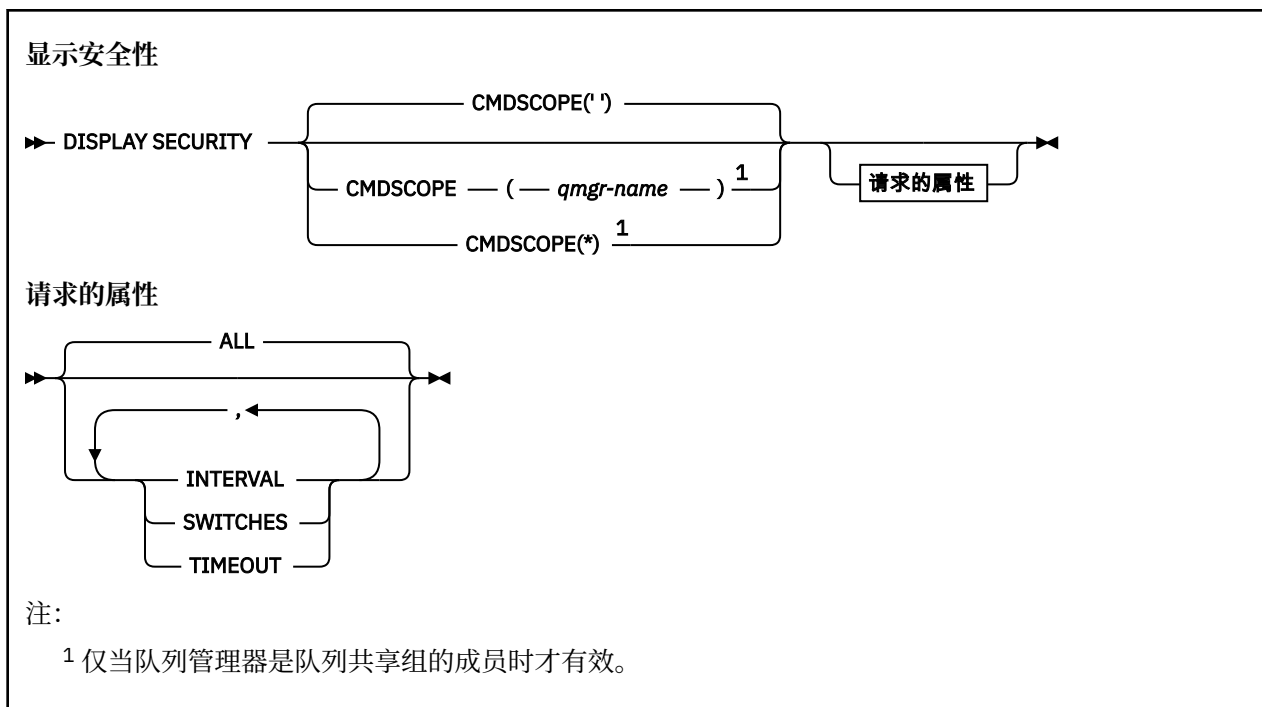 显示安全性
CMDSCOPE(' ')
DISPLAY SECURITY
CMDSCOPE ( qmgr-name ) 1
请求的属性
CMDSCOPE(*) 1
请求的属性
ALL
,
INTERVAL
SWITCHES
TIMEOUT
注：
1 仅当队列管理器是队列共享组的成员时才有效。